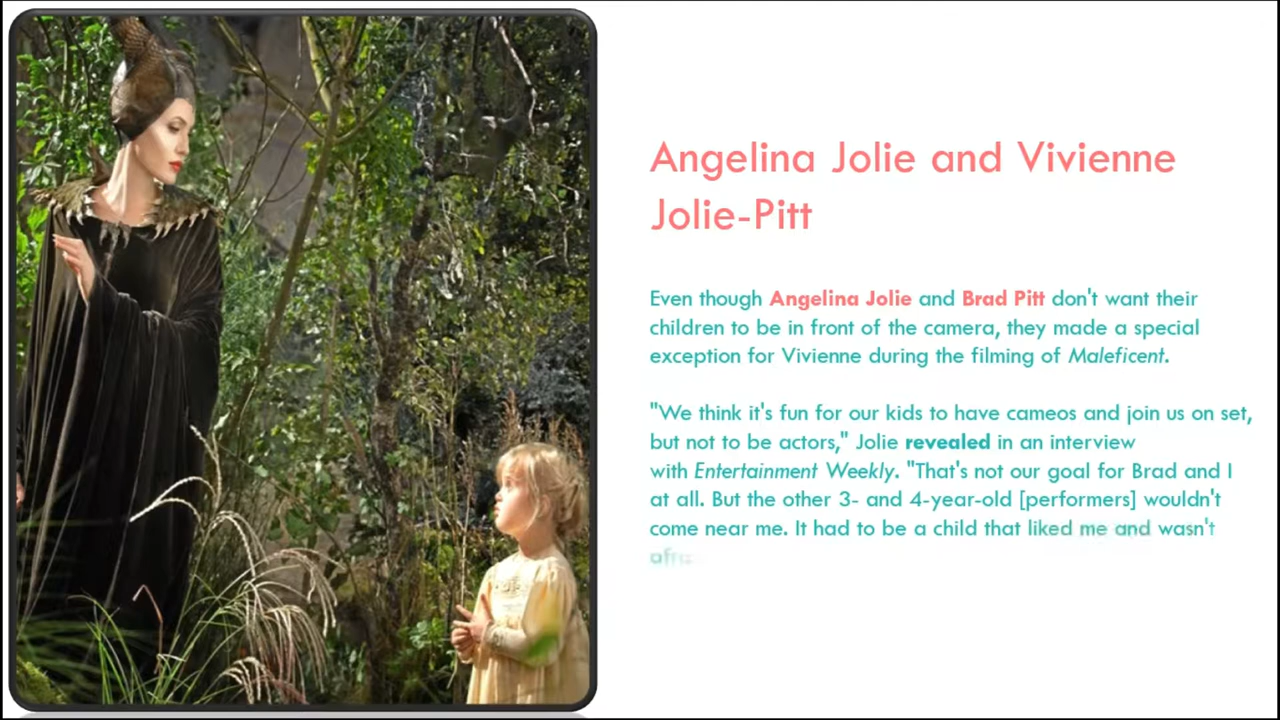 Angelina Jolie and Vivienne
Jolie-Pitt
Even though Angelina Jolie and Brad Pitt don't want their
children to be in front of the camera, they made a special
exception for Vivienne during the filming of Maleficent.
"We think it's fun for our kids to have cameos and join us on set,
but not to be actors," Jolie revealed in an interview
with Entertainment Weekly. "That's not our goal for Brad and I
at all. But the other 3- and 4-year-old [performers] wouldn't
come near me. It had to be a child that liked me and wasn't